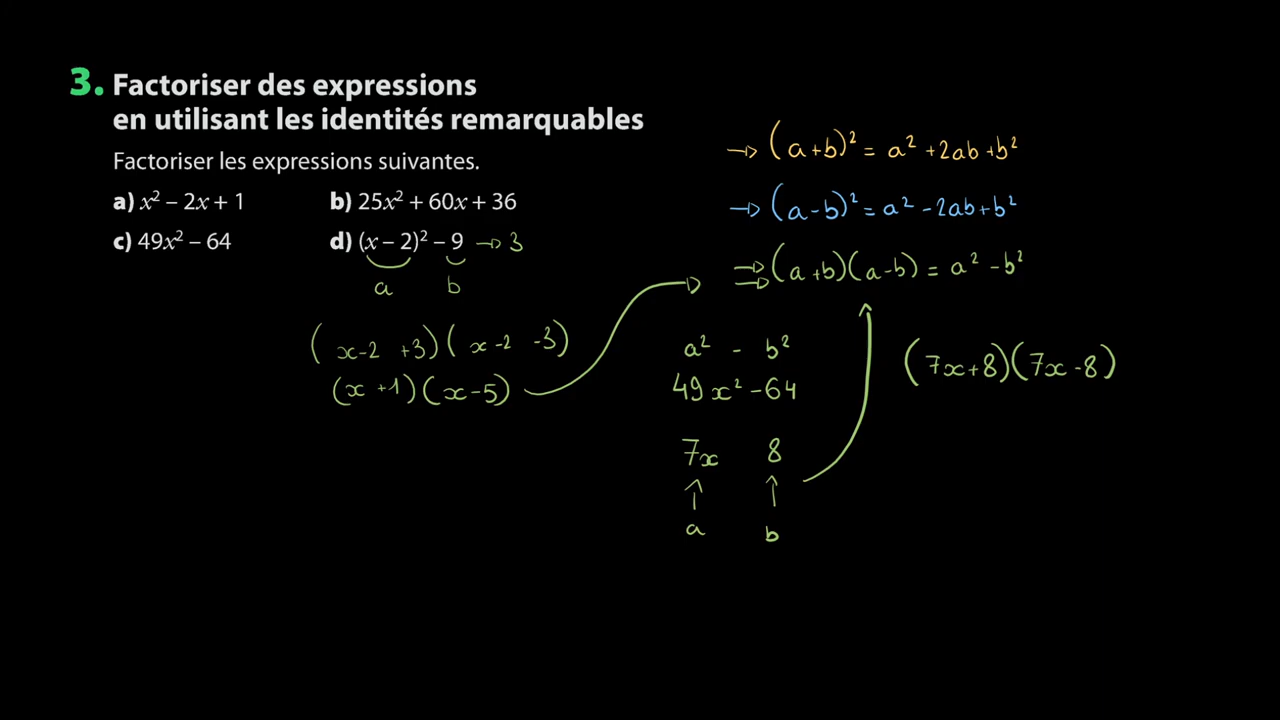 3. Factoriser des expressions
en utilisant les identités remarquables
Factoriser les expressions suivantes.
a) x² – 2x + 1
b) 25x² + 60x + 36
c) 49x² – 64
d) (x – 2)² – 9 → 3
a b
(x-2 +3)(x-2 -3)
(x +1)(x-5)
→ (a+b)² = a² +2ab+b²
→ (a-b)² = a² -2ab+b²
⇒ (a+b)(a-b) = a² -b²
a² - b²
49x² -64
7x 8
↑ ↑
a b
(7x+8)(7x-8)